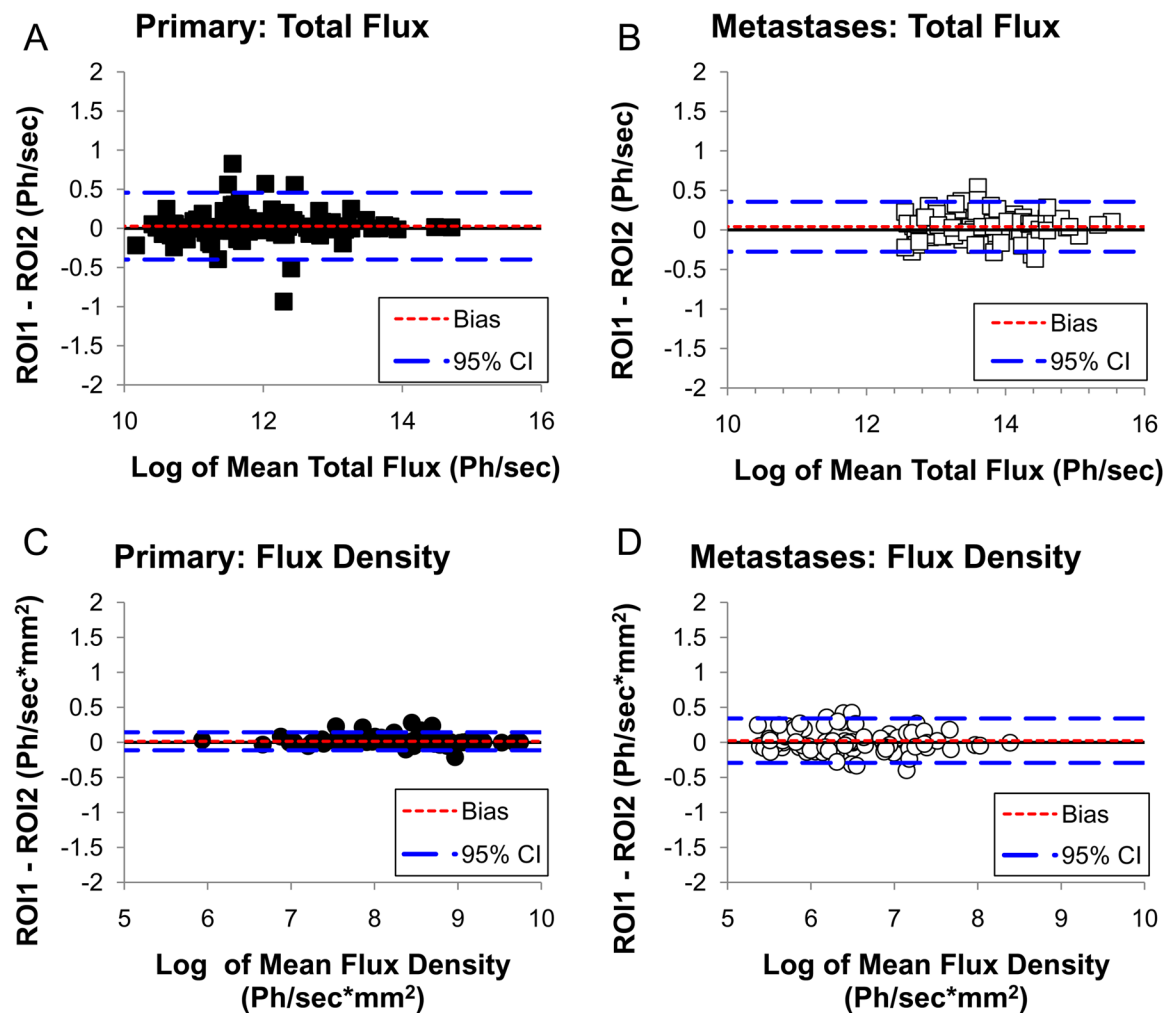 A
Primary: Total Flux
ROI1 - ROI2 (Ph/sec)
2
1.5
1
0.5
0
-0.5
-1
-1.5
-2
Bias
95% CI
10
12
14
16
Log of Mean Total Flux (Ph/sec)
B
Metastases: Total Flux
ROI1 - ROI2 (Ph/sec)
2
1.5
1
0.5
0
-0.5
-1
-1.5
-2
Bias
95% CI
10
12
14
16
Log of Mean Total Flux (Ph/sec)
C
Primary: Flux Density
ROI1 - ROI2 (Ph/sec*mm²)
2
1.5
1
0.5
0
-0.5
-1
-1.5
-2
Bias
95% CI
5
6
7
8
9
10
Log of Mean Flux Density
(Ph/sec*mm²)
D
Metastases: Flux Density
ROI1 - ROI2 (Ph/sec*mm²)
2
1.5
1
0.5
0
-0.5
-1
-1.5
-2
Bias
95% CI
5
6
7
8
9
10
Log of Mean Flux Density
(Ph/sec*mm²)